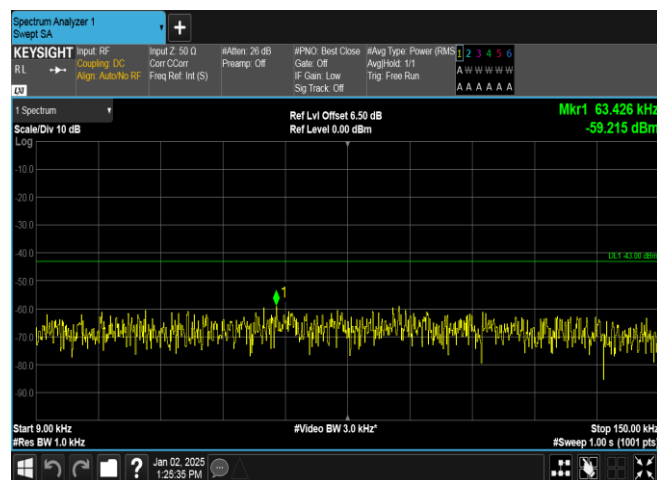 Spectrum Analyzer 1
Swept SA
+
KEYSIGHT
RL
LXI
Input: RF
Coupling: DC
Align: Auto/No RF
Input Z: 50 Ω
Corr CCorr
Freq Ref: Int (S)
#Atten: 26 dB
Preamp: Off
#PNO: Best Close
Gate: Off
IF Gain: Low
Sig Track: Off
#Avg Type: Power (RMS
Avg|Hold: 1/1
Trig: Free Run
1 2 3 4 5 6
A W W W W W
A A A A A A
1 Spectrum
Scale/Div 10 dB
Log
Ref Lvl Offset 6.50 dB
Ref Level 0.00 dBm
Mkr1 63.426 kHz
-59.215 dBm
-10.0
-20.0
-30.0
-40.0
DL1 -43.00 dBm
-50.0
1
-60.0
-70.0
-80.0
-90.0
Start 9.00 kHz
#Video BW 3.0 kHz*
Stop 150.00 kHz
#Res BW 1.0 kHz
#Sweep 1.00 s (1001 pts)
?
Jan 02, 2025
1:25:35 PM